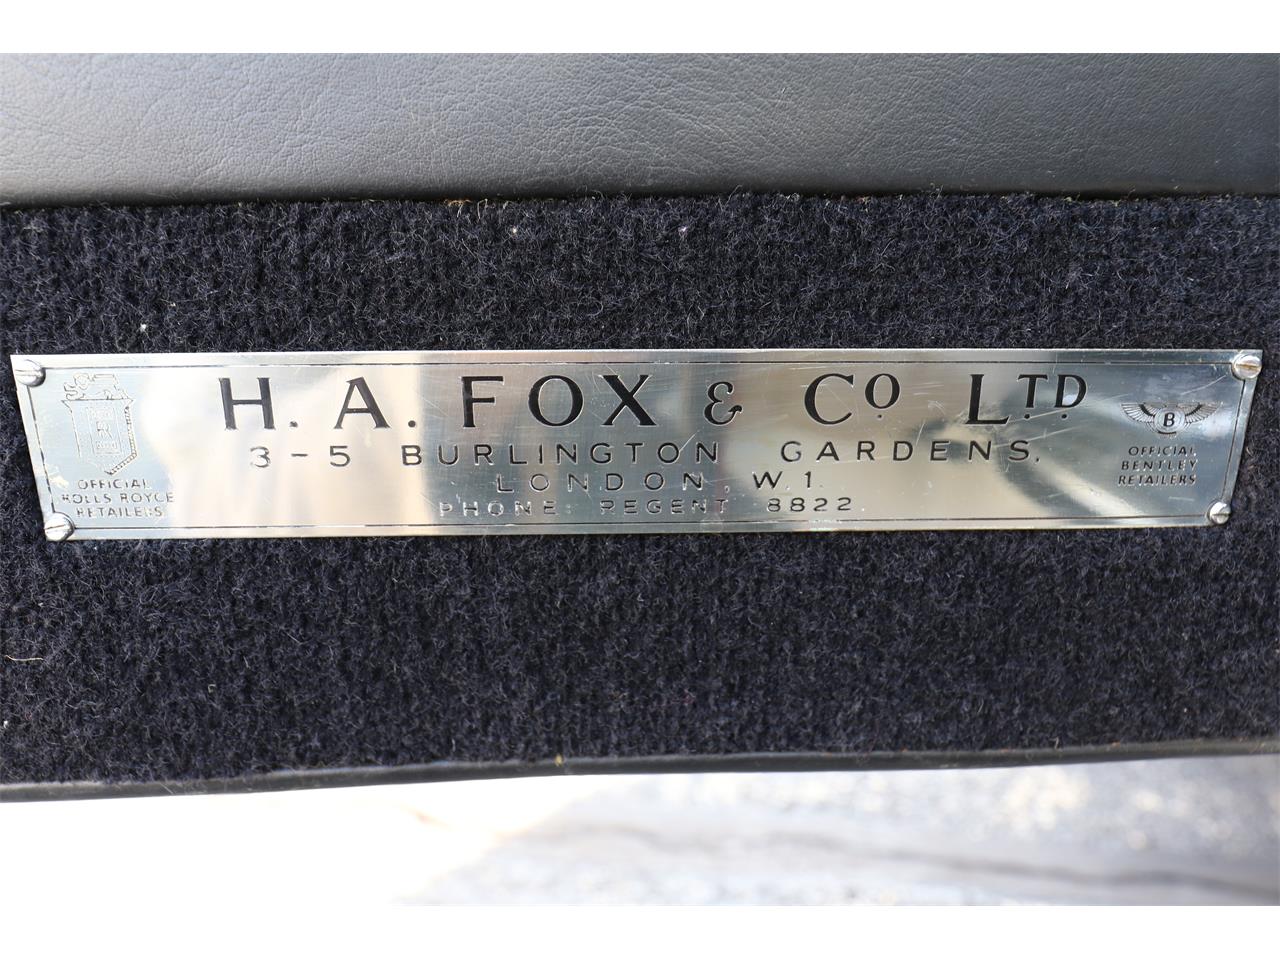 H. A. FOX & Co LTD
3-5 BURLINGTON GARDENS,
LONDON, W.1.
PHONE REGENT 8822
OFFICIAL
ROLLS ROYCE
RETAILERS
B
OFFICIAL
BENTLEY
RETAILERS